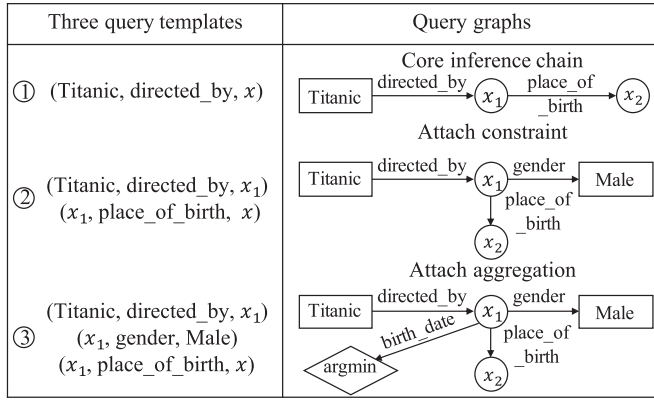 Three query templates
Query graphs
① (Titanic, directed_by, x)
Core inference chain
Titanic directed_by x₁ place_of_birth x₂
② (Titanic, directed_by, x₁)
(x₁, place_of_birth, x)
Attach constraint
Titanic directed_by x₁ gender Male
place_of
_birth
x₂
③ (Titanic, directed_by, x₁)
(x₁, gender, Male)
(x₁, place_of_birth, x)
Attach aggregation
Titanic directed_by x₁ gender Male
birth_date
place_of
_birth
argmin
x₂